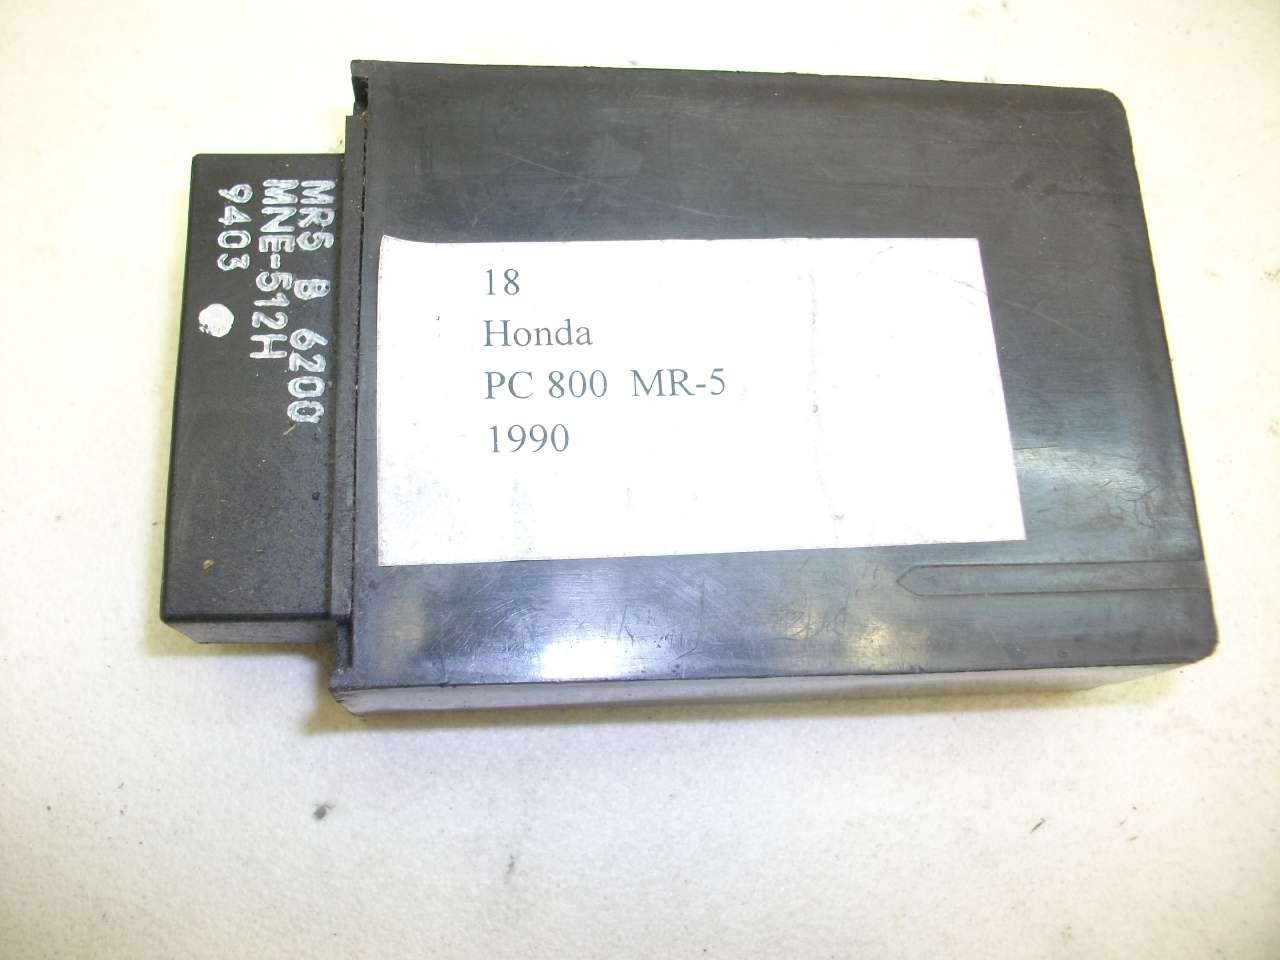 MR5 B 6200
MNE-512H
9403
18
Honda
PC 800 MR-5
1990